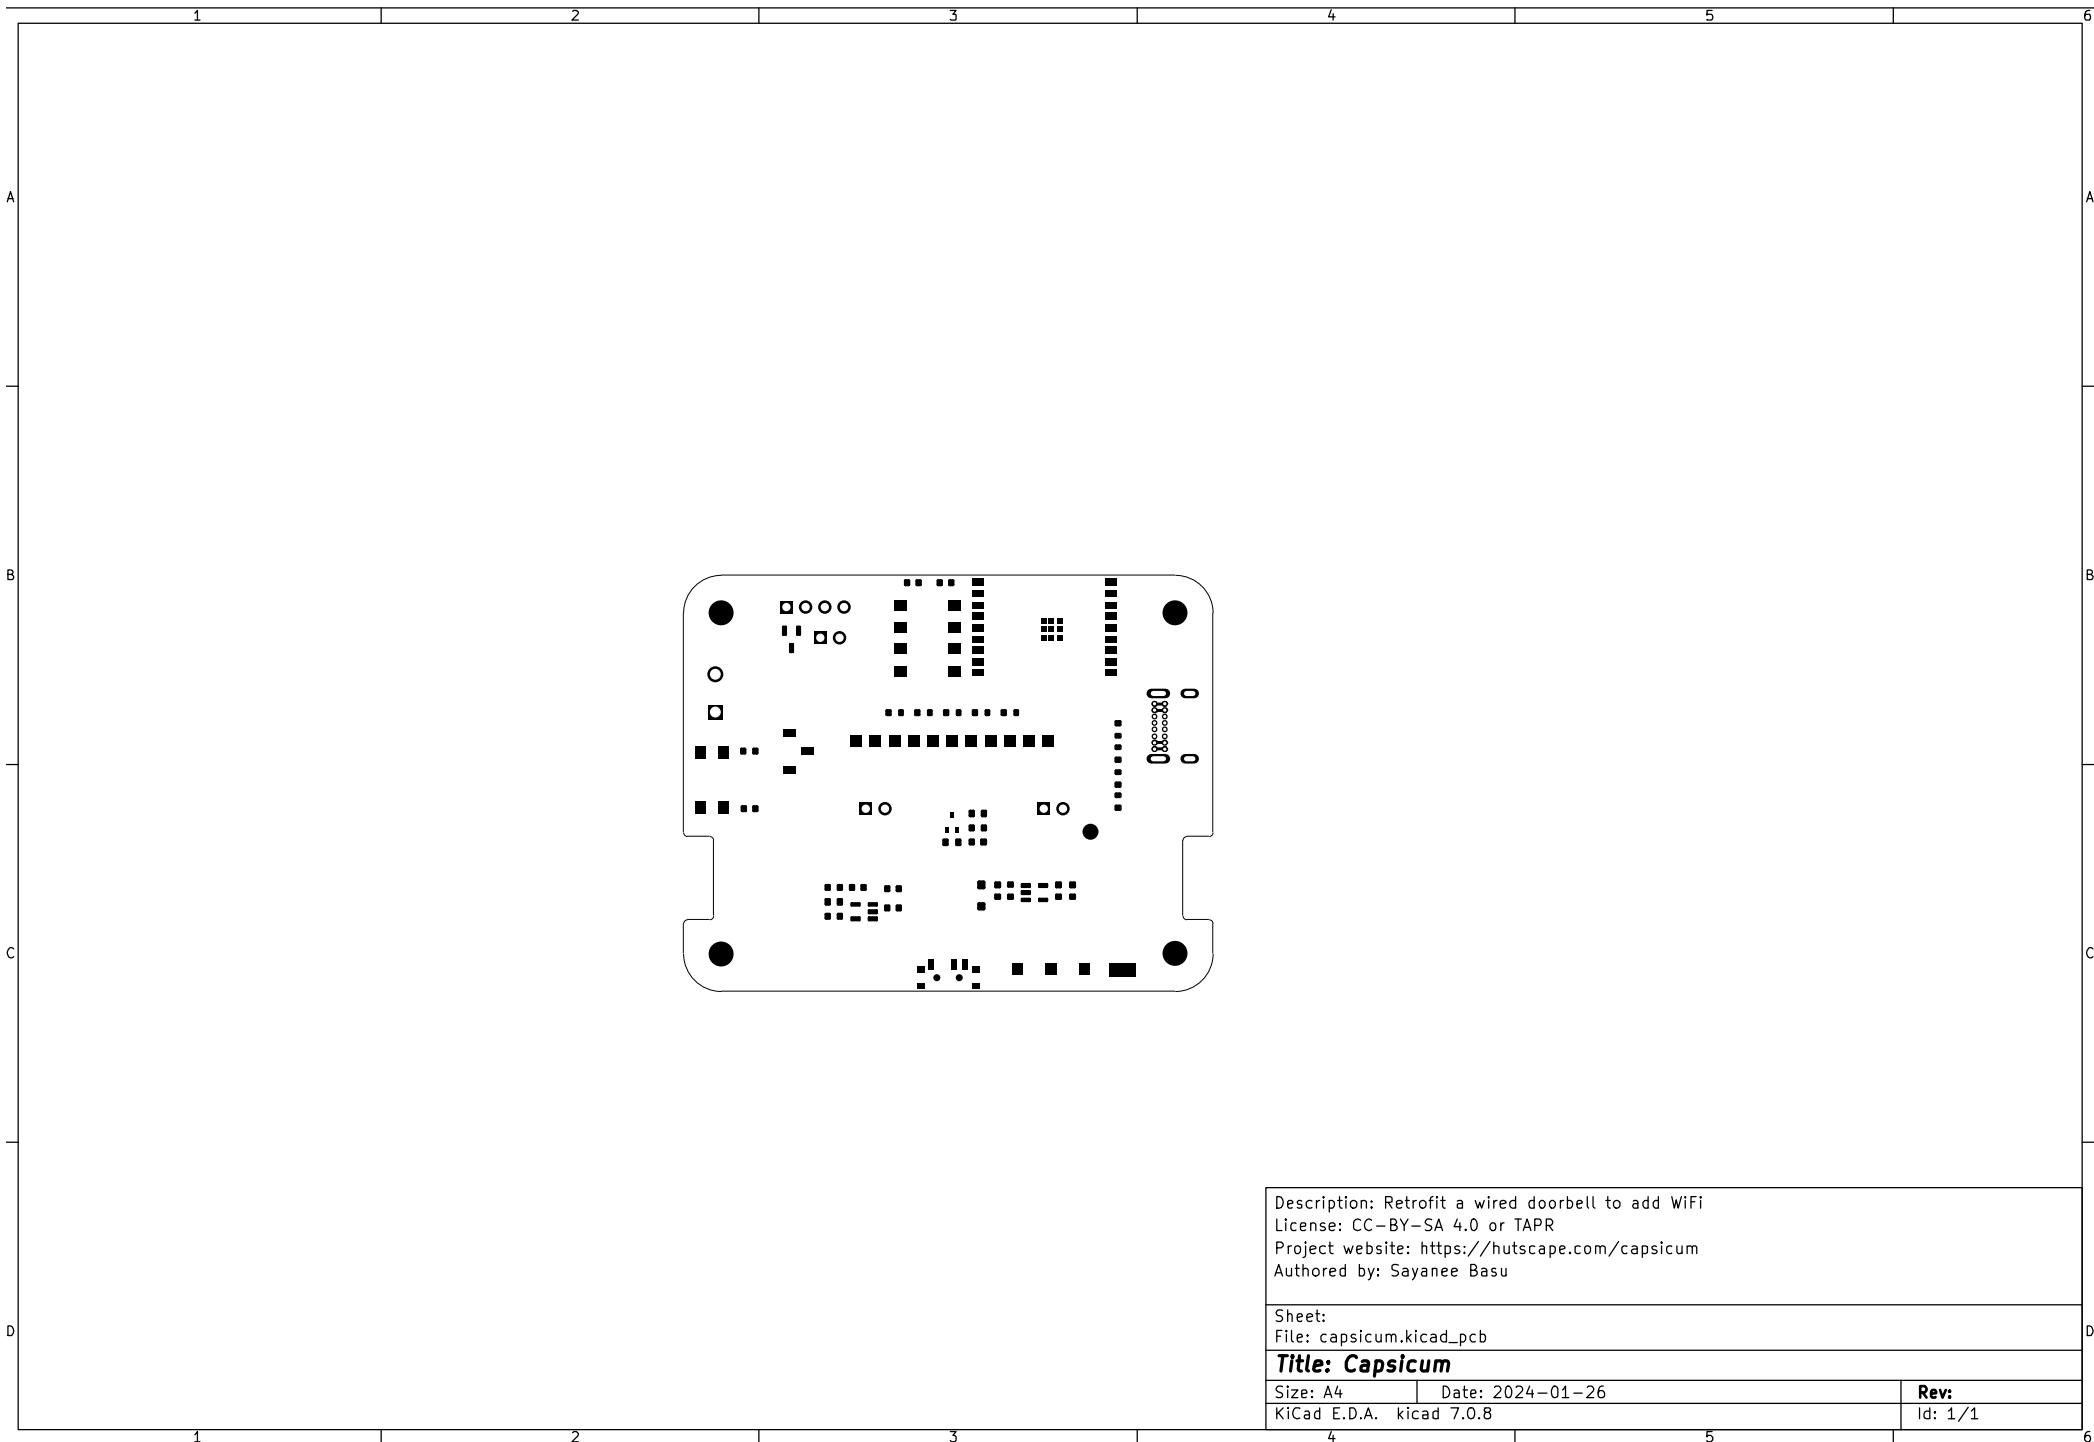 1 2 3 4 5 6
A A
B B
C C
D D
Description: Retrofit a wired doorbell to add WiFi
License: CC-BY-SA 4.0 or TAPR
Project website: https://hutscape.com/capsicum
Authored by: Sayanee Basu
Sheet:
File: capsicum.kicad_pcb
Title: Capsicum
Size: A4 Date: 2024-01-26 Rev:
KiCad E.D.A. kicad 7.0.8 Id: 1/1
1 2 3 4 5 6